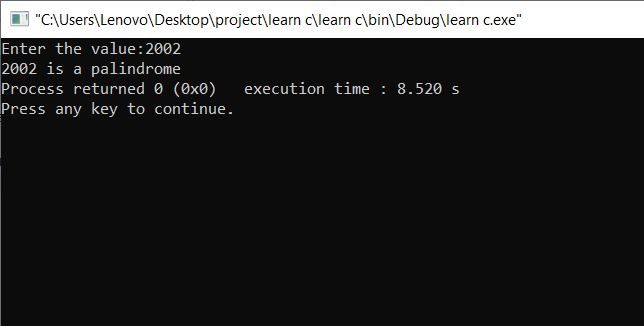 "C:\Users\Lenovo\Desktop\project\learn c\learn c\bin\Debug\learn c.exe"
Enter the value:2002
2002 is a palindrome
Process returned 0 (0x0)   execution time : 8.520 s
Press any key to continue.